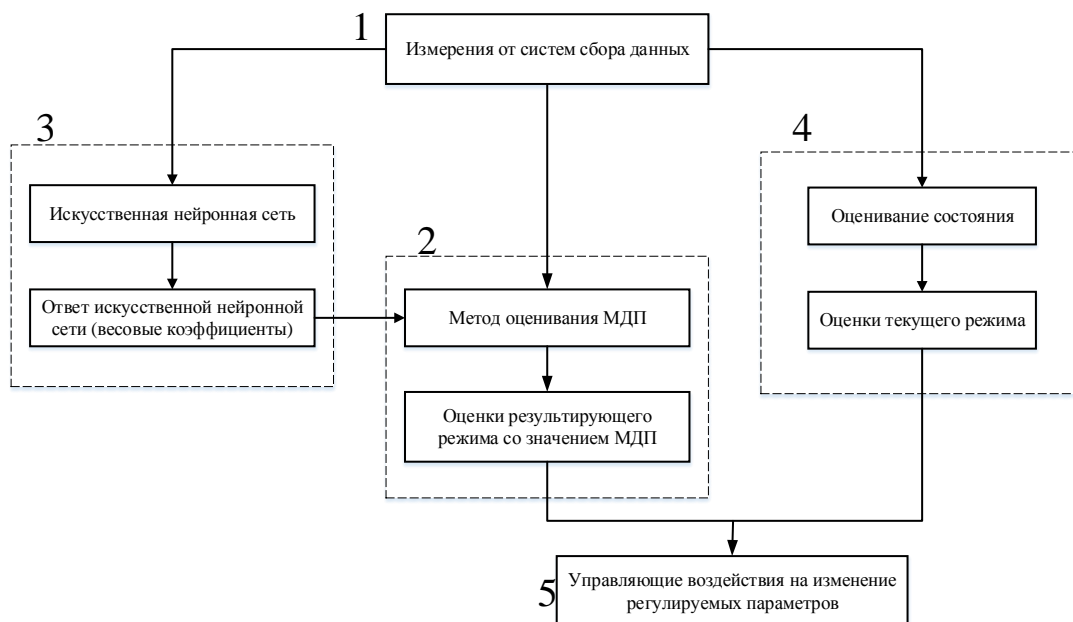 1
Измерения от систем сбора данных
3
Искусственная нейронная сеть
Ответ искусственной нейронной
сети (весовые коэффициенты)
2
Метод оценивания МДП
Оценки результирующего
режима со значением МДП
4
Оценивание состояния
Оценки текущего режима
5
Управляющие воздействия на изменение
регулируемых параметров